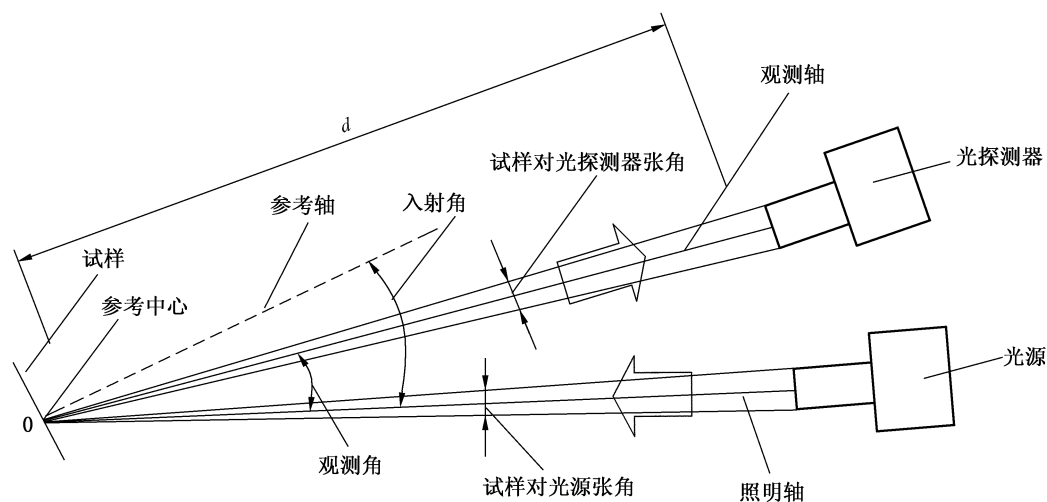 观测轴
d
光探测器
试样对光探测器张角
参考轴
入射角
试样
参考中心
光源
0
观测角
试样对光源张角
照明轴